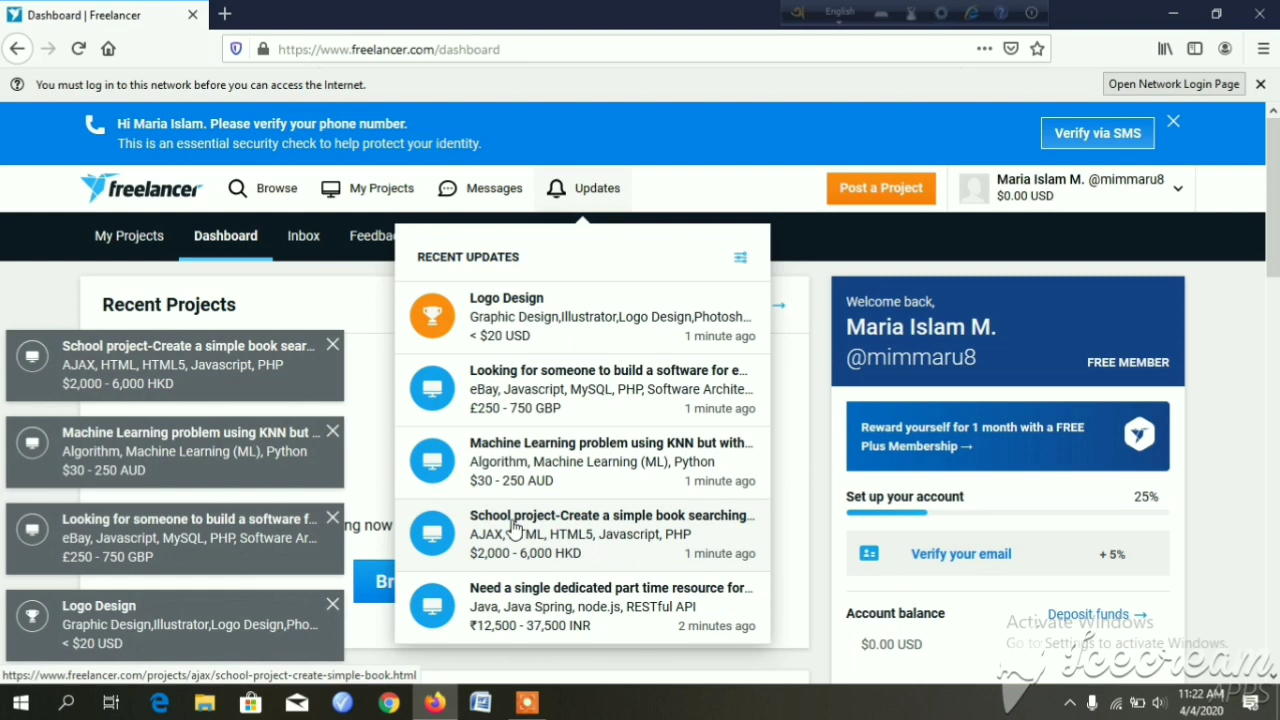 Dashboard | Freelancer
English
https://www.freelancer.com/dashboard
You must log in to this network before you can access the Internet.
Open Network Login Page
Hi Maria Islam. Please verify your phone number.
This is an essential security check to help protect your identity.
Verify via SMS
freelancer
Browse
My Projects
Messages
Updates
Post a Project
Maria Islam M. @mimmaru8
$0.00 USD
My Projects
Dashboard
Inbox
Feedba
RECENT UPDATES
Logo Design
Graphic Design,Illustrator,Logo Design,Photosh...
< $20 USD
1 minute ago
Looking for someone to build a software for e...
eBay, Javascript, MySQL, PHP, Software Archite...
£250 - 750 GBP
1 minute ago
Machine Learning problem using KNN but with...
Algorithm, Machine Learning (ML), Python
$30 - 250 AUD
1 minute ago
School project-Create a simple book searching...
AJAX, HTML, HTML5, Javascript, PHP
$2,000 - 6,000 HKD
1 minute ago
Need a single dedicated part time resource for...
Java, Java Spring, node.js, RESTful API
₹12,500 - 37,500 INR
2 minutes ago
Recent Projects
School project-Create a simple book sear...
AJAX, HTML, HTML5, Javascript, PHP
$2,000 - 6,000 HKD
Machine Learning problem using KNN but ...
Algorithm, Machine Learning (ML), Python
$30 - 250 AUD
Looking for someone to build a software f...
eBay, Javascript, MySQL, PHP, Software Ar...
£250 - 750 GBP
Logo Design
Graphic Design,Illustrator,Logo Design,Pho...
< $20 USD
ng now
Br
Welcome back,
Maria Islam M.
@mimmaru8
FREE MEMBER
Reward yourself for 1 month with a FREE
Plus Membership →
Set up your account
25%
Verify your email
+ 5%
Account balance
Deposit funds →
$0.00 USD
Activate Windows
Go to Settings to activate Windows.
Icecream
APPS
https://www.freelancer.com/projects/ajax/school-project-create-simple-book.html
11:22 AM
4/4/2020